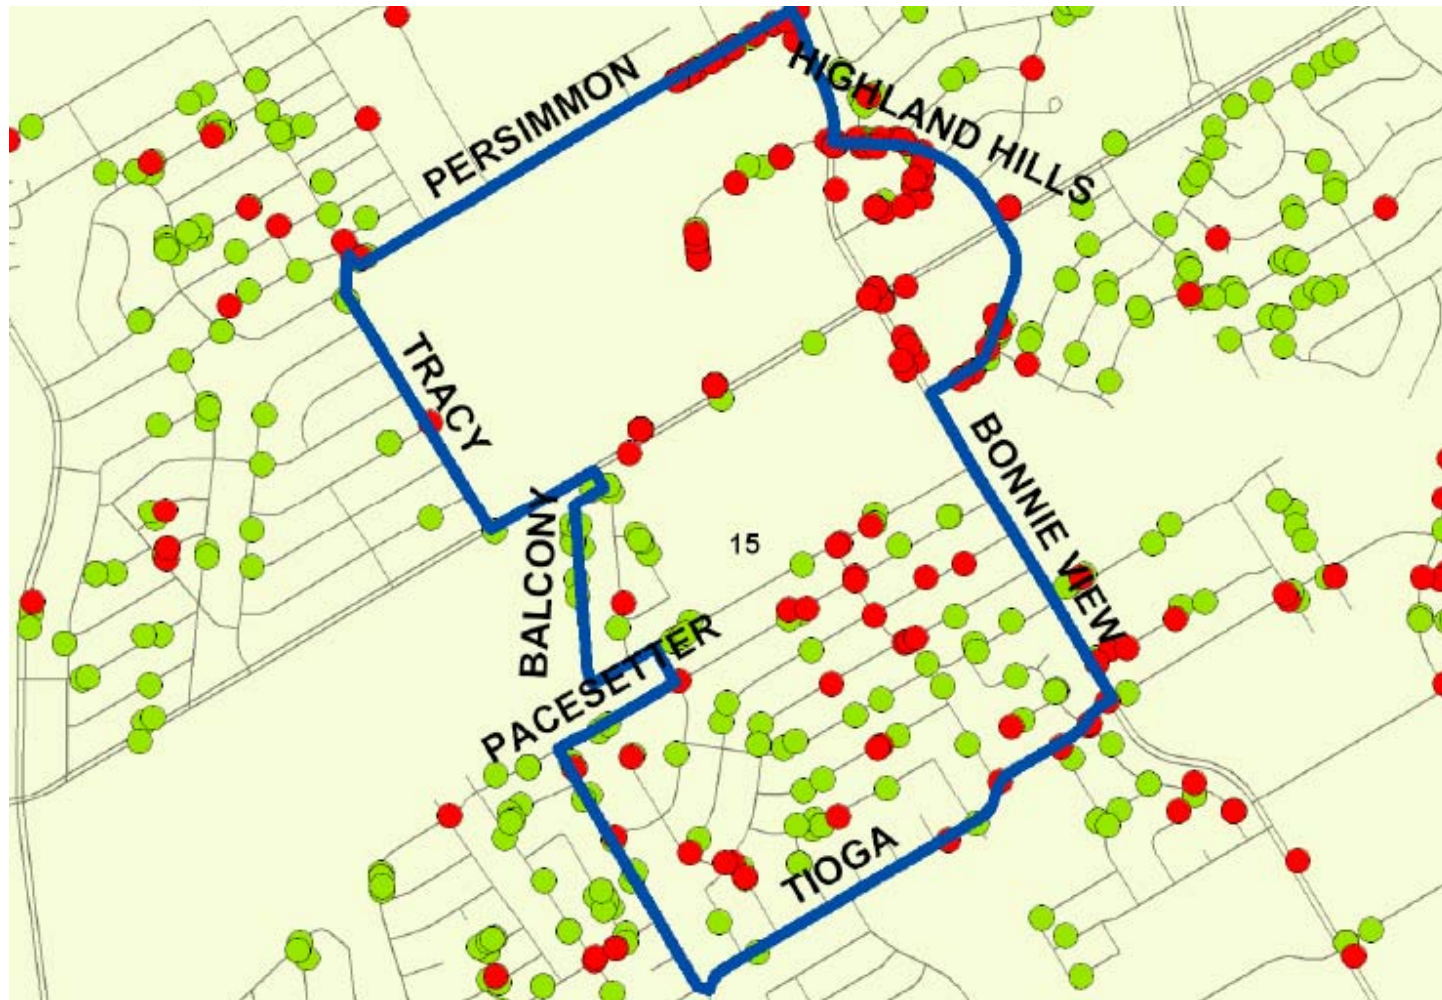 PERSIMMON
HIGHLAND HILLS
TRACY
BALCONY
BONNIE VIEW
15
PACESETTER
TIOGA